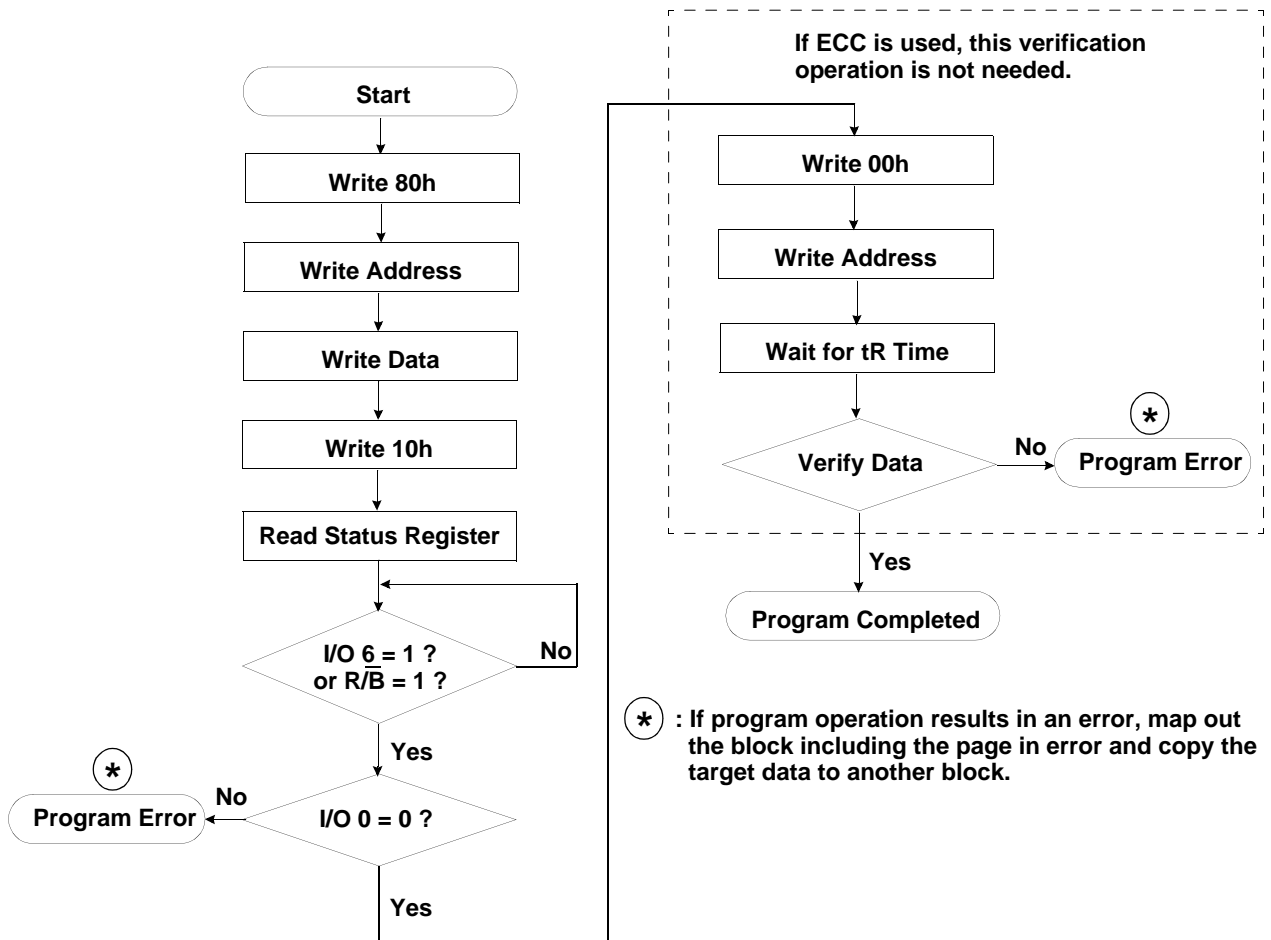 Start
Write 80h
Write Address
Write Data
Write 10h
Read Status Register
I/O 6 = 1 ?
or R/B̅ = 1 ?
No
Yes
*
No
Program Error
I/O 0 = 0 ?
Yes
If ECC is used, this verification
operation is not needed.
Write 00h
Write Address
Wait for tR Time
*
Verify Data
No
Program Error
Yes
Program Completed
* : If program operation results in an error, map out
the block including the page in error and copy the
target data to another block.